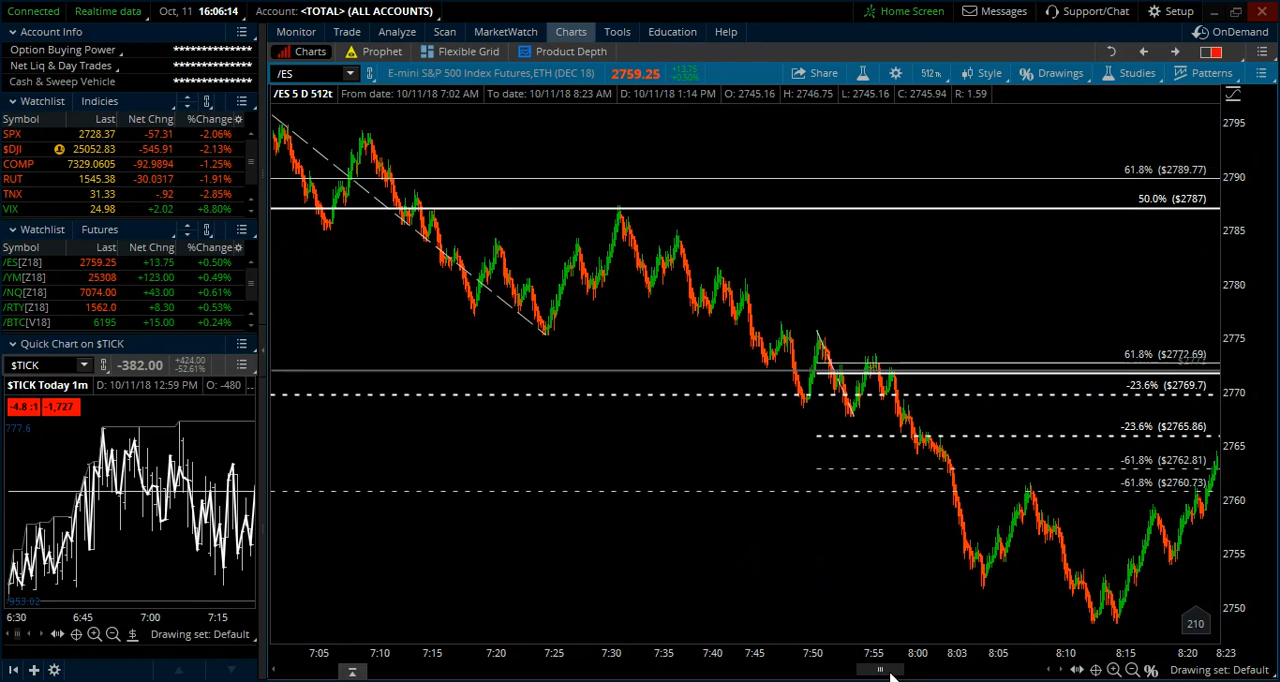 Connected Realtime data Oct, 11 16:06:14 Account: <TOTAL> (ALL ACCOUNTS) Home Screen Messages Support/Chat Setup
Account Info Monitor Trade Analyze Scan MarketWatch Charts Tools Education Help OnDemand
Option Buying Power ***************
Net Liq & Day Trades ***************
Cash & Sweep Vehicle ***************
Charts Prophet Flexible Grid Product Depth
/ES E-mini S&P 500 Index Futures,ETH (DEC 18) 2759.25 +13.75 +0.50% Share 512t Style Drawings Studies Patterns
/ES 5 D 512t From date: 10/11/18 7:02 AM To date: 10/11/18 8:23 AM D: 10/11/18 1:14 PM O: 2745.16 H: 2746.75 L: 2745.16 C: 2745.94 R: 1.59
Watchlist Indicies
Symbol Last Net Chng %Change
SPX 2728.37 -57.31 -2.06%
$DJI 25052.83 -545.91 -2.13%
COMP 7329.0605 -92.9894 -1.25%
RUT 1545.38 -30.0317 -1.91%
TNX 31.33 -.92 -2.85%
VIX 24.98 +2.02 +8.80%
Watchlist Futures
Symbol Last Net Chng %Change
/ES[Z18] 2759.25 +13.75 +0.50%
/YM[Z18] 25308 +123.00 +0.49%
/NQ[Z18] 7074.00 +43.00 +0.61%
/RTY[Z18] 1562.0 +8.30 +0.53%
/BTC[V18] 6195 +15.00 +0.24%
Quick Chart on $TICK
$TICK -382.00 +424.00 -52.61%
$TICK Today 1m D: 10/11/18 12:59 PM O: -480 ...
-4.8 :1 -1,727
777.6
-953.02
6:30 6:45 7:00 7:15
Drawing set: Default
2795
61.8% ($2789.77)
2790
50.0% ($2787)
2785
2780
2775
61.8% ($2772.69)
-23.6% ($2769.7)
2770
-23.6% ($2765.86)
2765
-61.8% ($2762.81)
-61.8% ($2760.73)
2760
2755
2750
210
7:05 7:10 7:15 7:20 7:25 7:30 7:35 7:40 7:45 7:50 7:55 8:00 8:03 8:05 8:10 8:15 8:20 8:23
Drawing set: Default